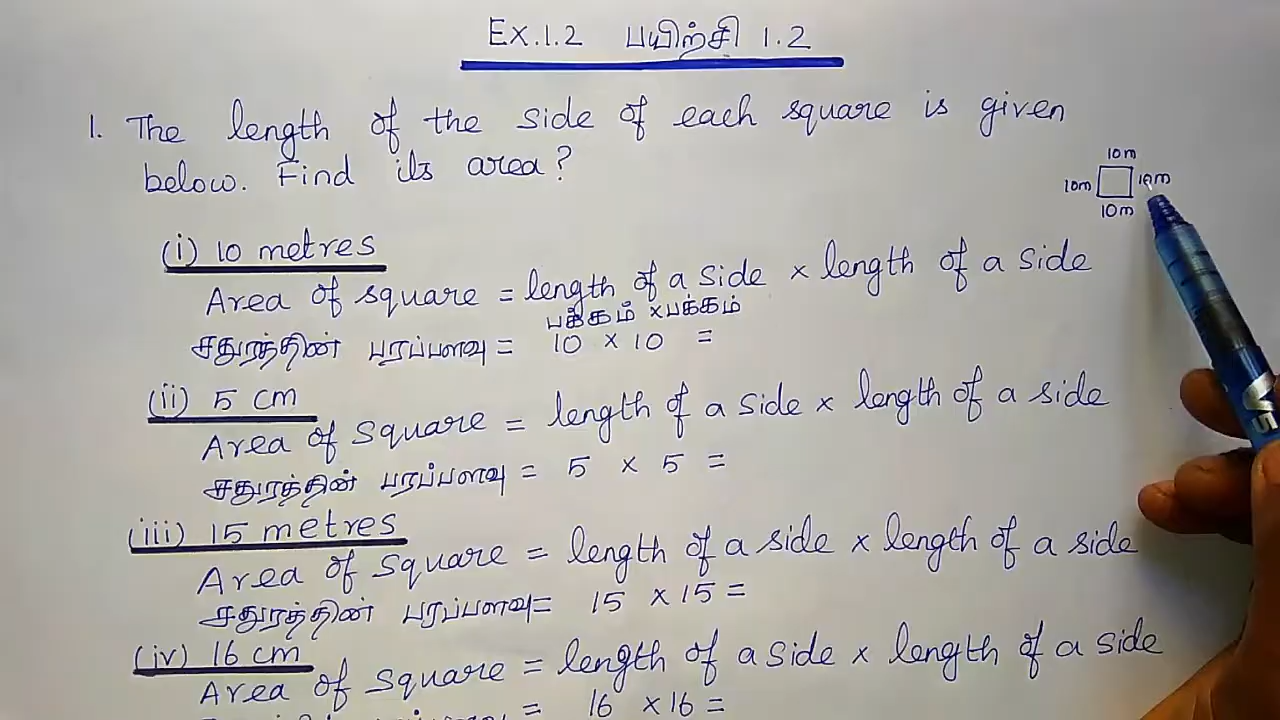 Ex.1.2 பயிற்சி 1.2
1. The length of the side of each square is given
below. Find its area?
10m
10m 10m
10m
(i) 10 metres
Area of square = length of a side × length of a side
பக்கம் × பக்கம்
சதுரத்தின் பரப்பளவு = 10 × 10 =
(ii) 5 cm
Area of square = length of a side × length of a side
சதுரத்தின் பரப்பளவு = 5 × 5 =
(iii) 15 metres
Area of square = length of a side × length of a side
சதுரத்தின் பரப்பளவு = 15 × 15 =
(iv) 16 cm
Area of square = length of a side × length of a side
= 16 × 16 =